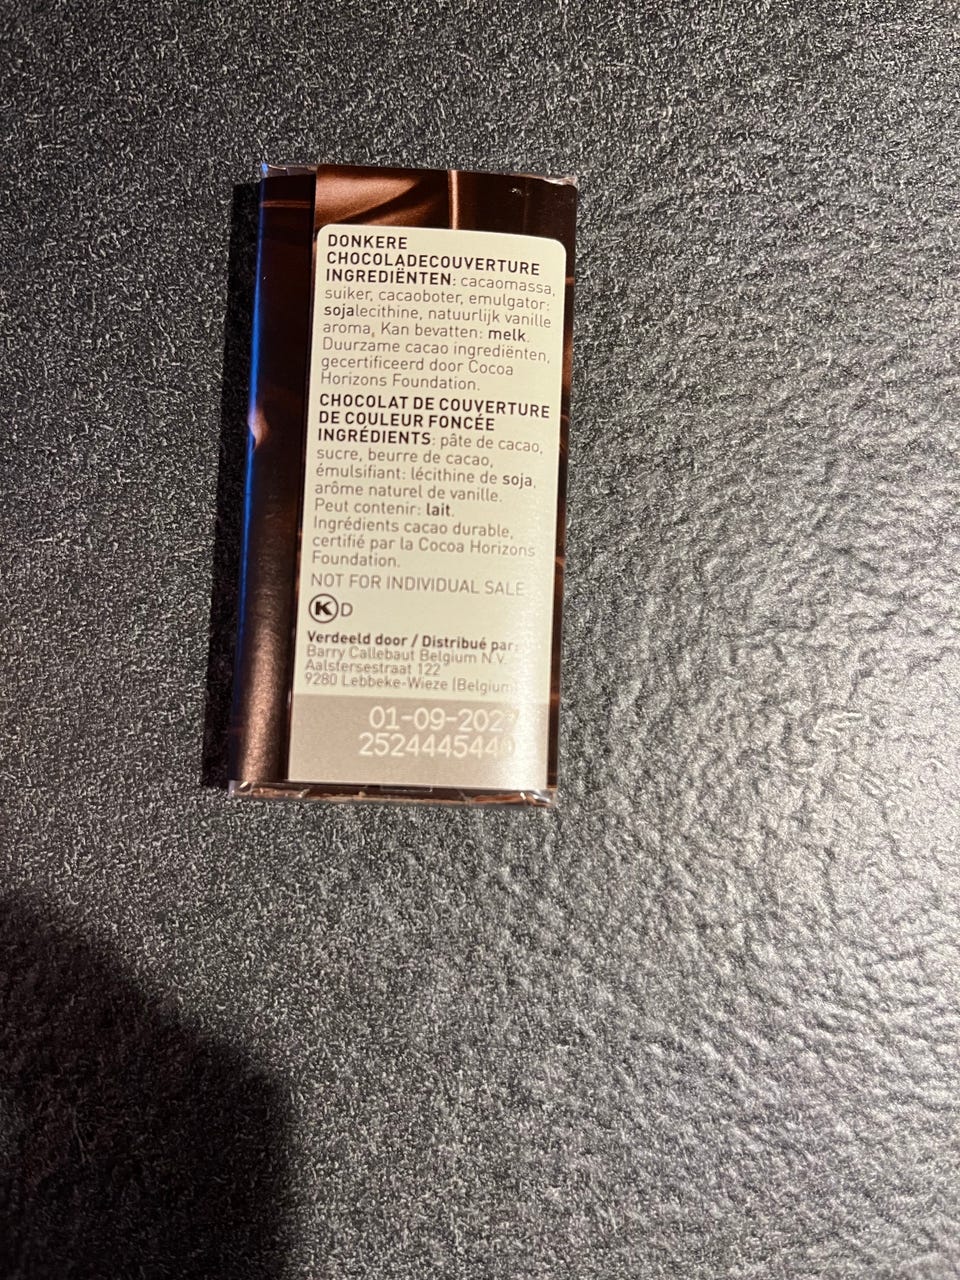 DONKERE
CHOCOLADECOUVERTURE
INGREDIËNTEN: cacaomassa,
suiker, cacaoboter, emulgator:
sojalecithine, natuurlijk vanille
aroma, Kan bevatten: melk.
Duurzame cacao ingrediënten,
gecertificeerd door Cocoa
Horizons Foundation.
CHOCOLAT DE COUVERTURE
DE COULEUR FONCÉE
INGRÉDIENTS: pâte de cacao,
sucre, beurre de cacao,
émulsifiant: lécithine de soja,
arôme naturel de vanille.
Peut contenir: lait.
Ingrédients cacao durable,
certifié par la Cocoa Horizons
Foundation.
NOT FOR INDIVIDUAL SALE
K D
Verdeeld door / Distribué par:
Barry Callebaut Belgium N.V.
Aalstersestraat 122
9280 Lebbeke-Wieze (Belgium)